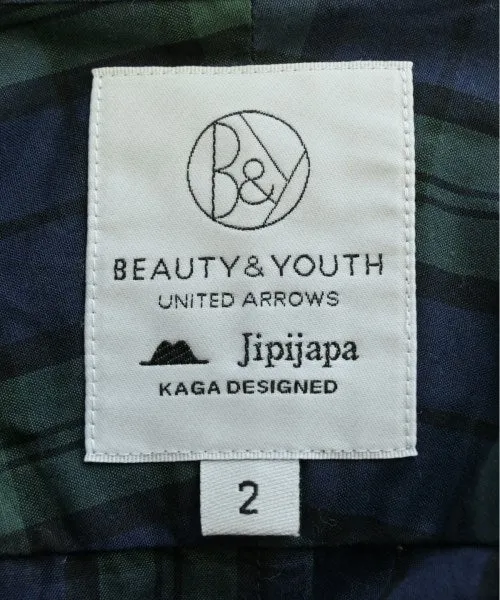 B&Y
BEAUTY & YOUTH
UNITED ARROWS
Jipijapa
KAGA DESIGNED
2